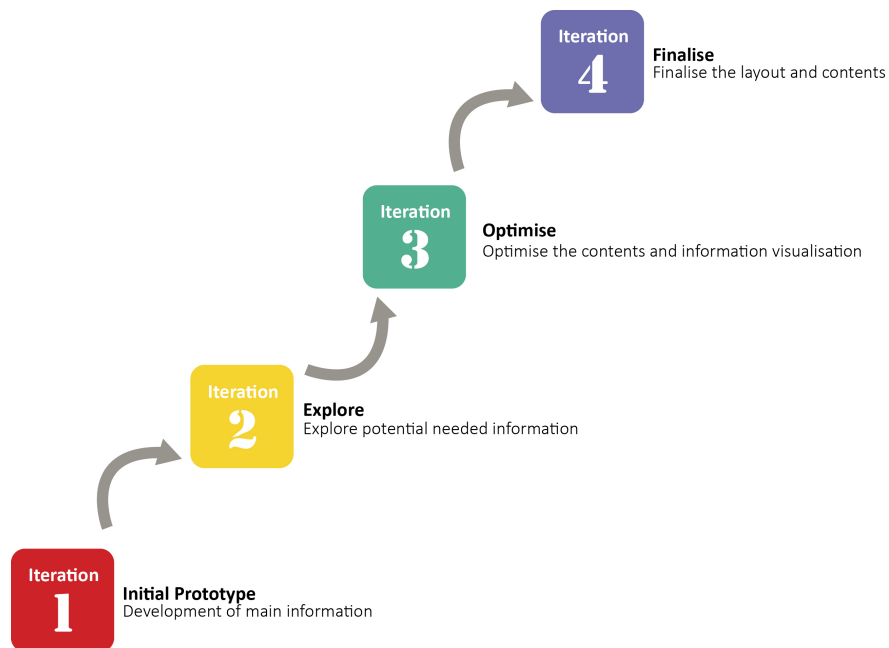 Iteration
4
Finalise
Finalise the layout and contents
Iteration
3
Optimise
Optimise the contents and information visualisation
Iteration
2
Explore
Explore potential needed information
Iteration
1
Initial Prototype
Development of main information